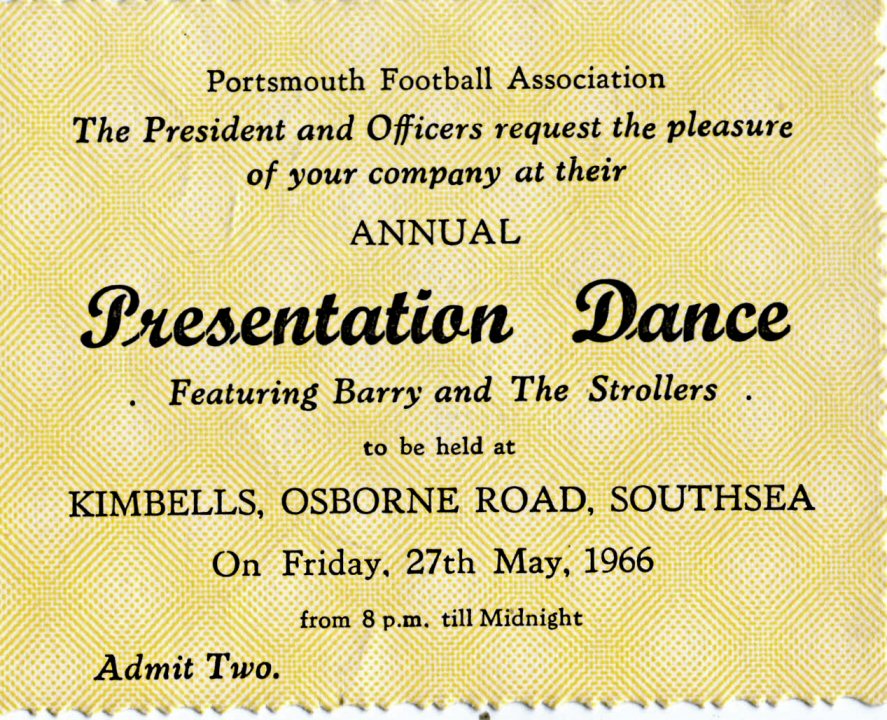 Portsmouth Football Association
The President and Officers request the pleasure
of your company at their
ANNUAL
Presentation Dance
. Featuring Barry and The Strollers .
to be held at
KIMBELLS, OSBORNE ROAD, SOUTHSEA
On Friday, 27th May, 1966
from 8 p.m. till Midnight
Admit Two.